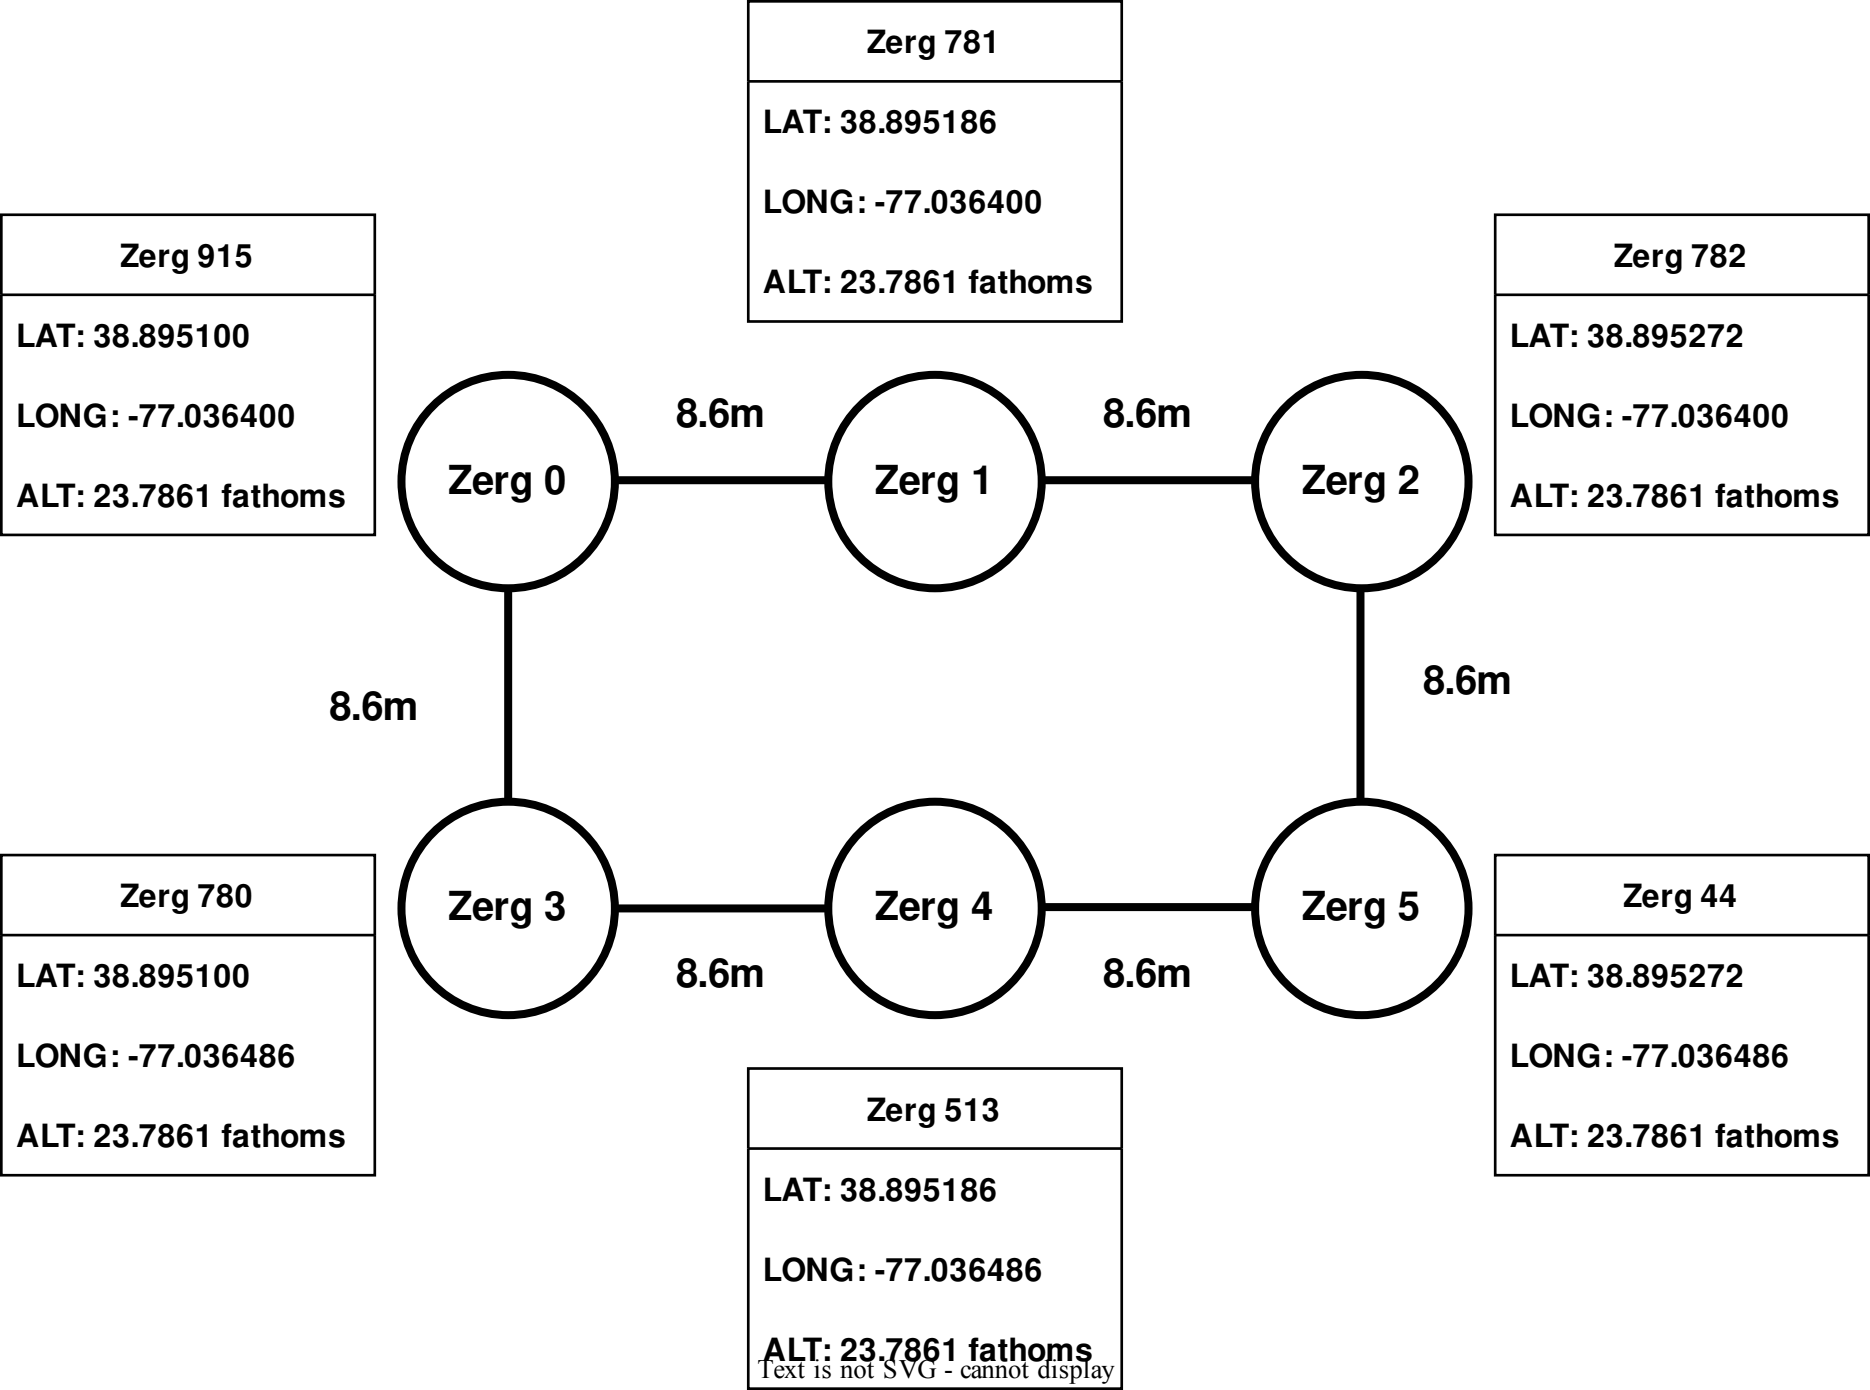 Zerg 781
LAT: 38.895186
LONG: -77.036400
ALT: 23.7861 fathoms
Zerg 915
LAT: 38.895100
LONG: -77.036400
ALT: 23.7861 fathoms
Zerg 782
LAT: 38.895272
LONG: -77.036400
ALT: 23.7861 fathoms
8.6m
8.6m
Zerg 0
Zerg 1
Zerg 2
8.6m
8.6m
Zerg 3
Zerg 4
Zerg 5
8.6m
8.6m
Zerg 780
LAT: 38.895100
LONG: -77.036486
ALT: 23.7861 fathoms
Zerg 44
LAT: 38.895272
LONG: -77.036486
ALT: 23.7861 fathoms
Zerg 513
LAT: 38.895186
LONG: -77.036486
ALT: 23.7861 fathoms
Text is not SVG - cannot display